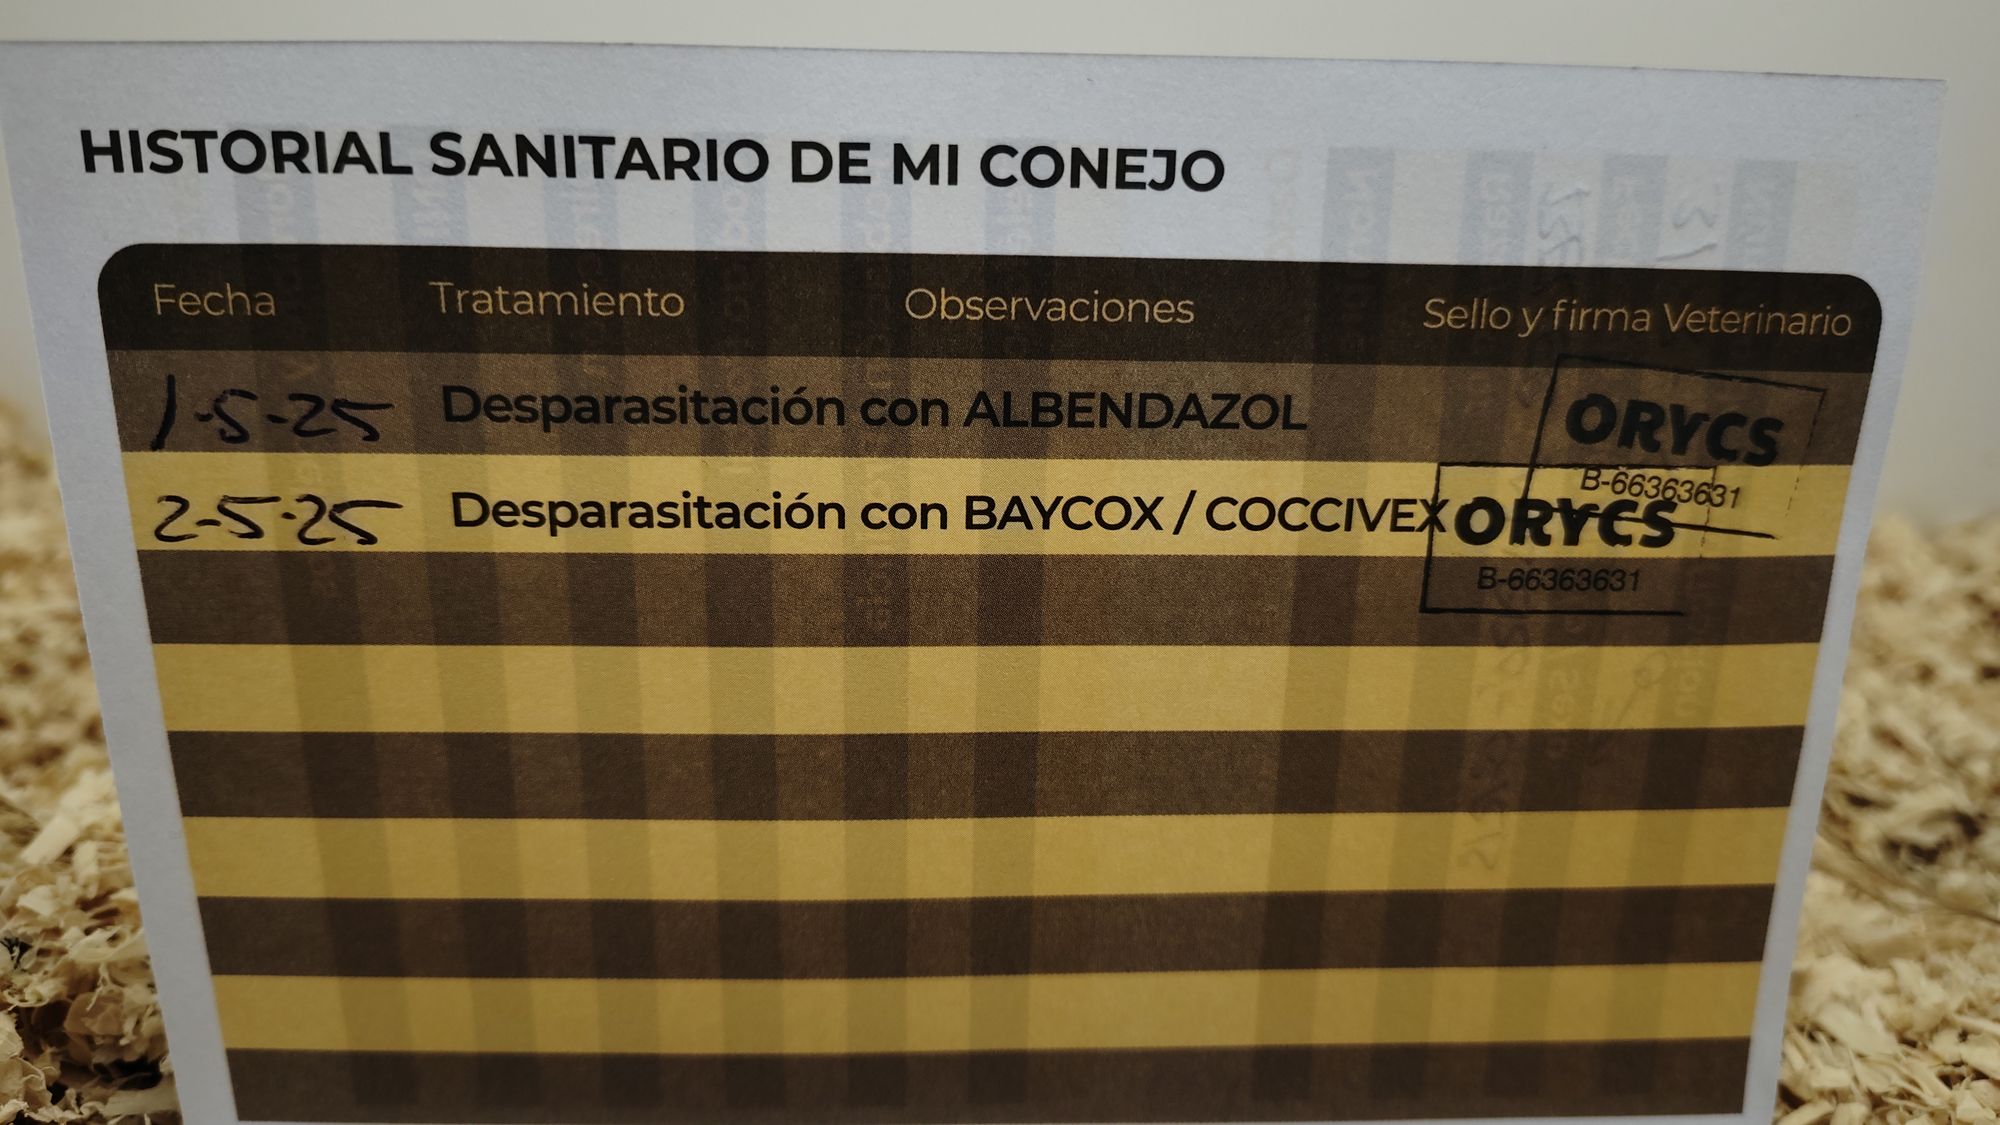 HISTORIAL SANITARIO DE MI CONEJO
Fecha Tratamiento Observaciones Sello y firma Veterinario
1-5-25 Desparasitación con ALBENDAZOL ORYCS
B-66363631
2-5-25 Desparasitación con BAYCOX / COCCIVEX ORYCS
B-66363631